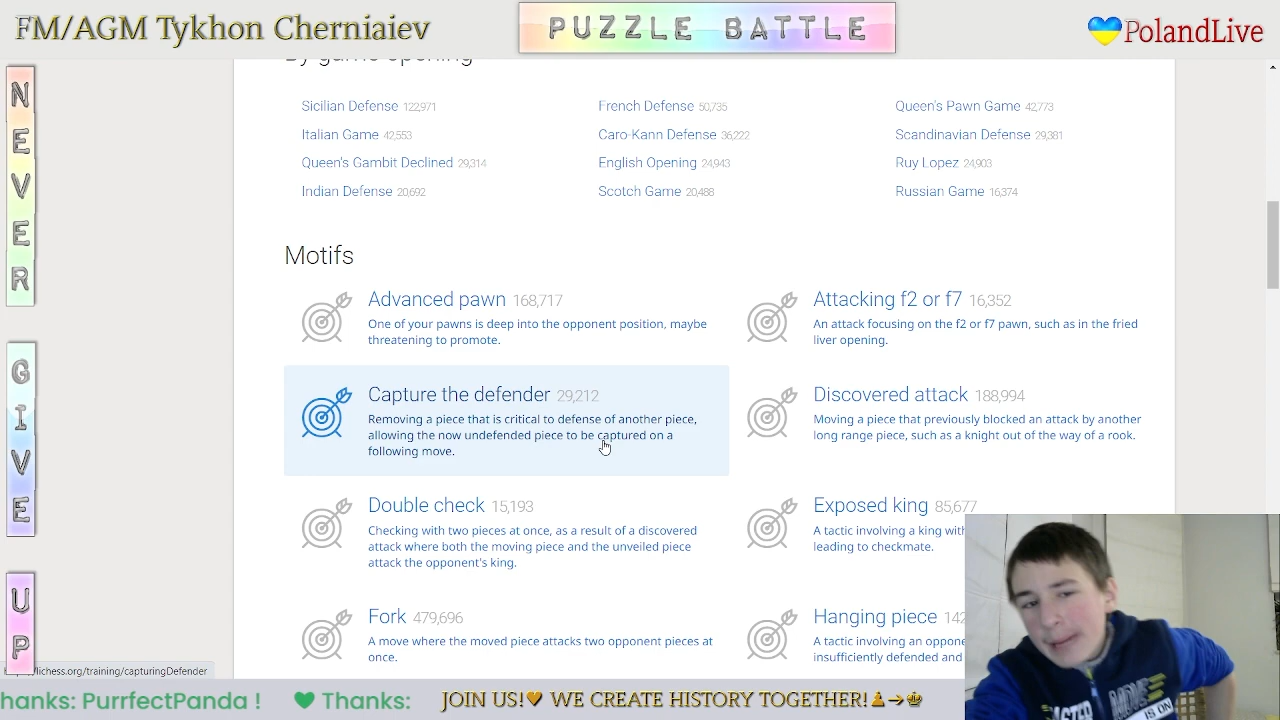 FM/AGM Tykhon Cherniaiev
PUZZLE BATTLE
PolandLive
NEVER
GIVE
UP
By game opening
Sicilian Defense 122,971
French Defense 50,735
Queen's Pawn Game 42,773
Italian Game 42,553
Caro-Kann Defense 36,222
Scandinavian Defense 29,381
Queen's Gambit Declined 29,314
English Opening 24,943
Ruy Lopez 24,903
Indian Defense 20,692
Scotch Game 20,488
Russian Game 16,374
Motifs
Advanced pawn 168,717
One of your pawns is deep into the opponent position, maybe
threatening to promote.
Attacking f2 or f7 16,352
An attack focusing on the f2 or f7 pawn, such as in the fried
liver opening.
Capture the defender 29,212
Removing a piece that is critical to defense of another piece,
allowing the now undefended piece to be captured on a
following move.
Discovered attack 188,994
Moving a piece that previously blocked an attack by another
long range piece, such as a knight out of the way of a rook.
Double check 15,193
Checking with two pieces at once, as a result of a discovered
attack where both the moving piece and the unveiled piece
attack the opponent's king.
Exposed king 85,677
A tactic involving a king with
leading to checkmate.
Fork 479,696
A move where the moved piece attacks two opponent pieces at
once.
Hanging piece 142
A tactic involving an oppone
insufficiently defended and
lichess.org/training/capturingDefender
hanks: PurrfectPanda !
Thanks:
JOIN US! WE CREATE HISTORY TOGETHER!
MOVE
IS ON